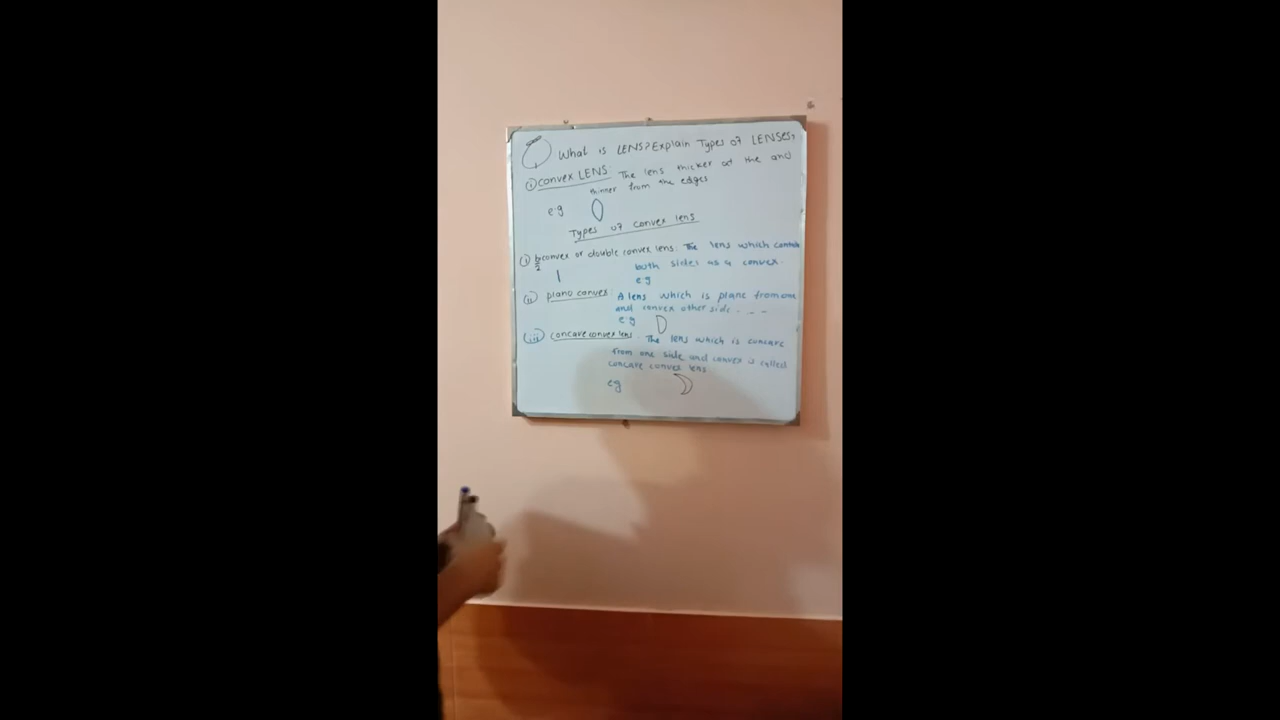 What is LENS? Explain Types of LENSES?
① convex LENS: The lens thicker at the and
thinner from the edges
e.g
Types of convex lens
① convex or double convex lens: The lens which contain
both sides as a convex.
e.g
ⅱ plano convex: A lens which is plane from one
and convex other side - - -
e.g
ⅲ concave convex lens. The lens which is concave
from one side and convex is called
concave convex lens.
e.g